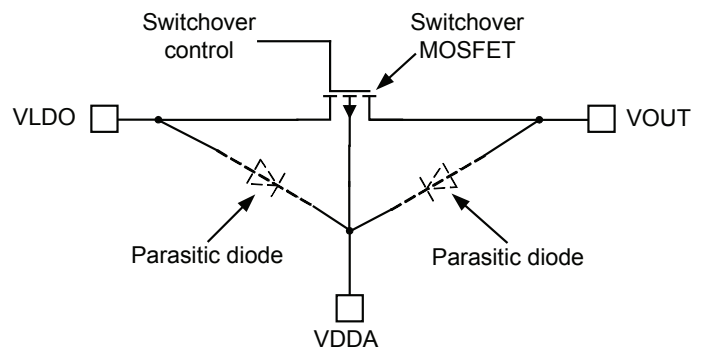 Switchover
control
Switchover
MOSFET
VLDO
VOUT
Parasitic diode
Parasitic diode
VDDA